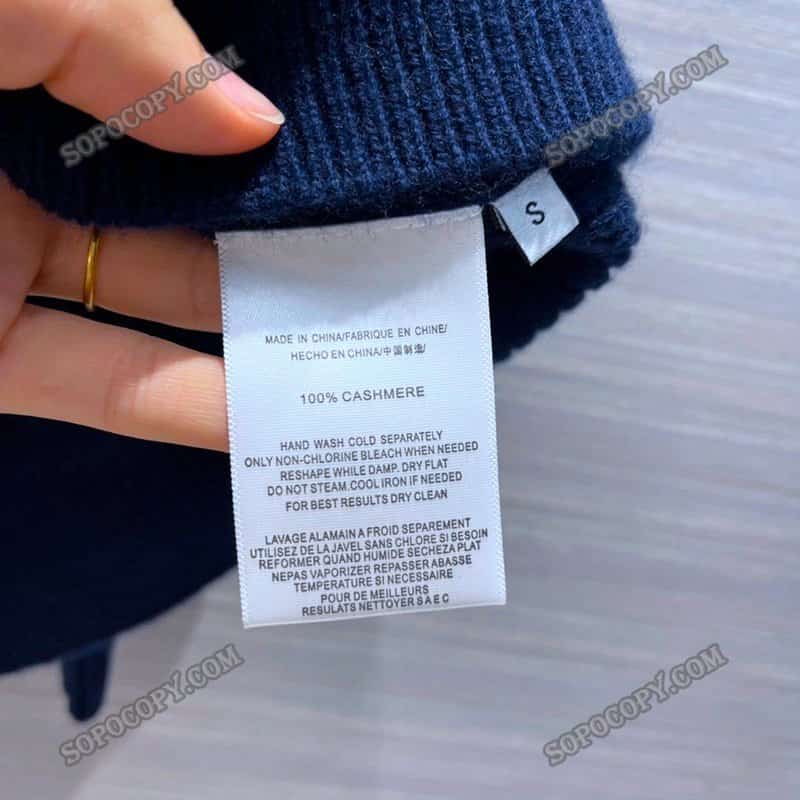 SOPOCOPY.COM
SOPOCOPY.COM
S
MADE IN CHINA/FABRIQUE EN CHINE/
HECHO EN CHINA/中国制造/
100% CASHMERE
HAND WASH COLD SEPARATELY
ONLY NON-CHLORINE BLEACH WHEN NEEDED
RESHAPE WHILE DAMP. DRY FLAT
DO NOT STEAM.COOL IRON IF NEEDED
FOR BEST RESULTS DRY CLEAN
LAVAGE ALAMAIN A FROID SEPAREMENT
UTILISEZ DE LA JAVEL SANS CHLORE SI BESOIN
REFORMER QUAND HUMIDE SECHEZA PLAT
NEPAS VAPORIZER REPASSER ABASSE
TEMPERATURE SI NECESSAIRE
POUR DE MEILLEURS
RESULATS NETTOYER S A E C
SOPOCOPY.COM
SOPOCOPY.COM